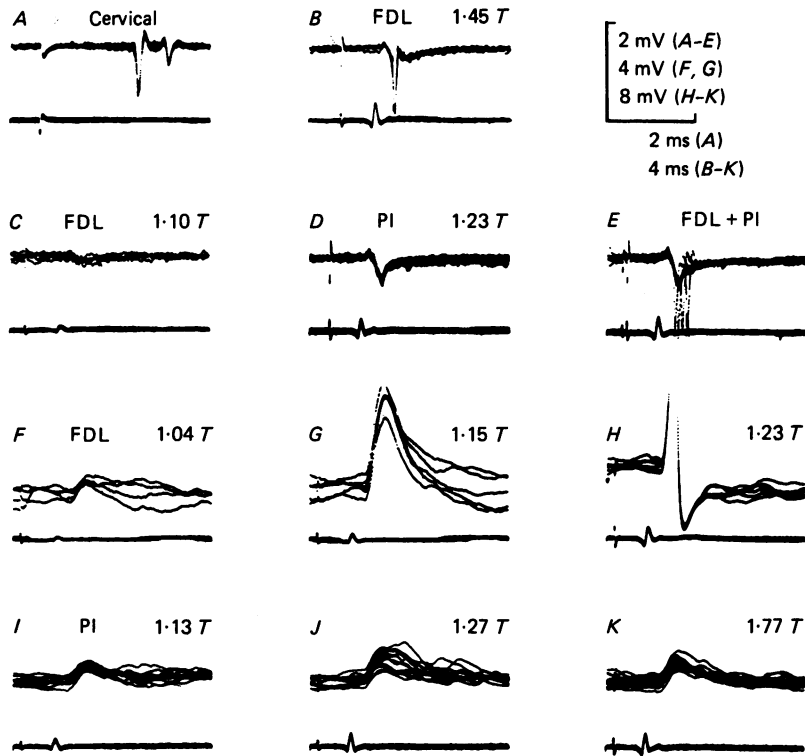 A Cervical
B FDL 1·45 T
2 mV (A–E)
4 mV (F, G)
8 mV (H–K)
2 ms (A)
4 ms (B–K)
C FDL 1·10 T
D PI 1·23 T
E FDL + PI
F FDL 1·04 T
G 1·15 T
H 1·23 T
I PI 1·13 T
J 1·27 T
K 1·77 T